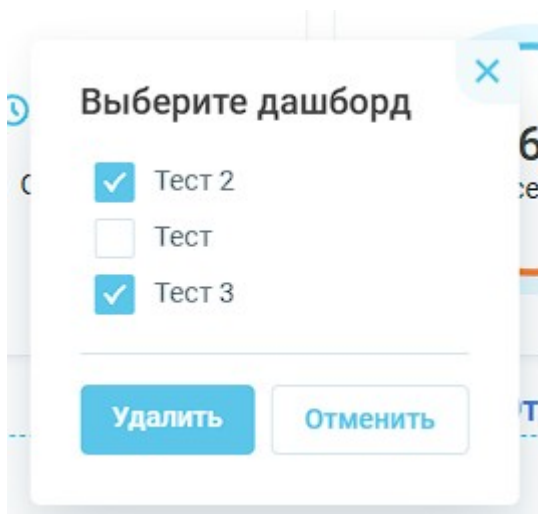 Выберите дашборд
Тест 2
Тест
Тест 3
Удалить
Отменить